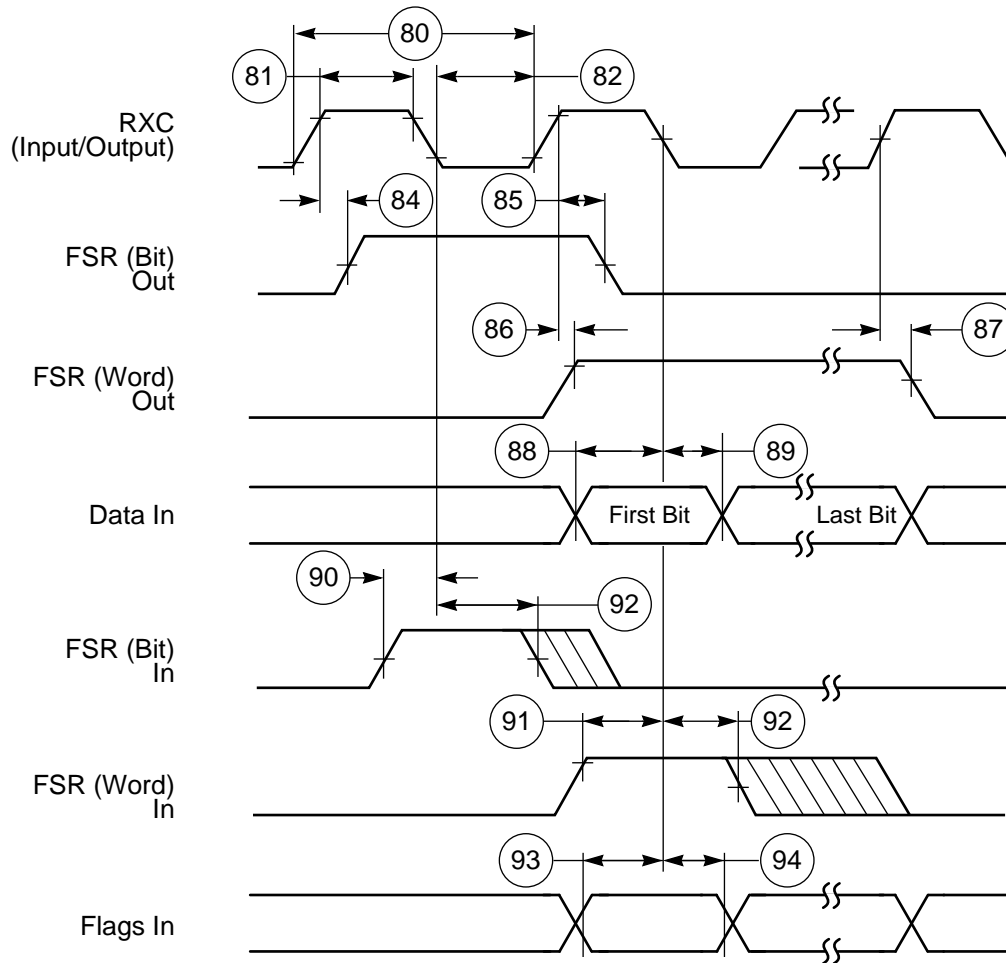 80
81
82
RXC
(Input/Output)
84
85
FSR (Bit)
Out
86
87
FSR (Word)
Out
88
89
Data In
First Bit
Last Bit
90
92
FSR (Bit)
In
91
92
FSR (Word)
In
93
94
Flags In